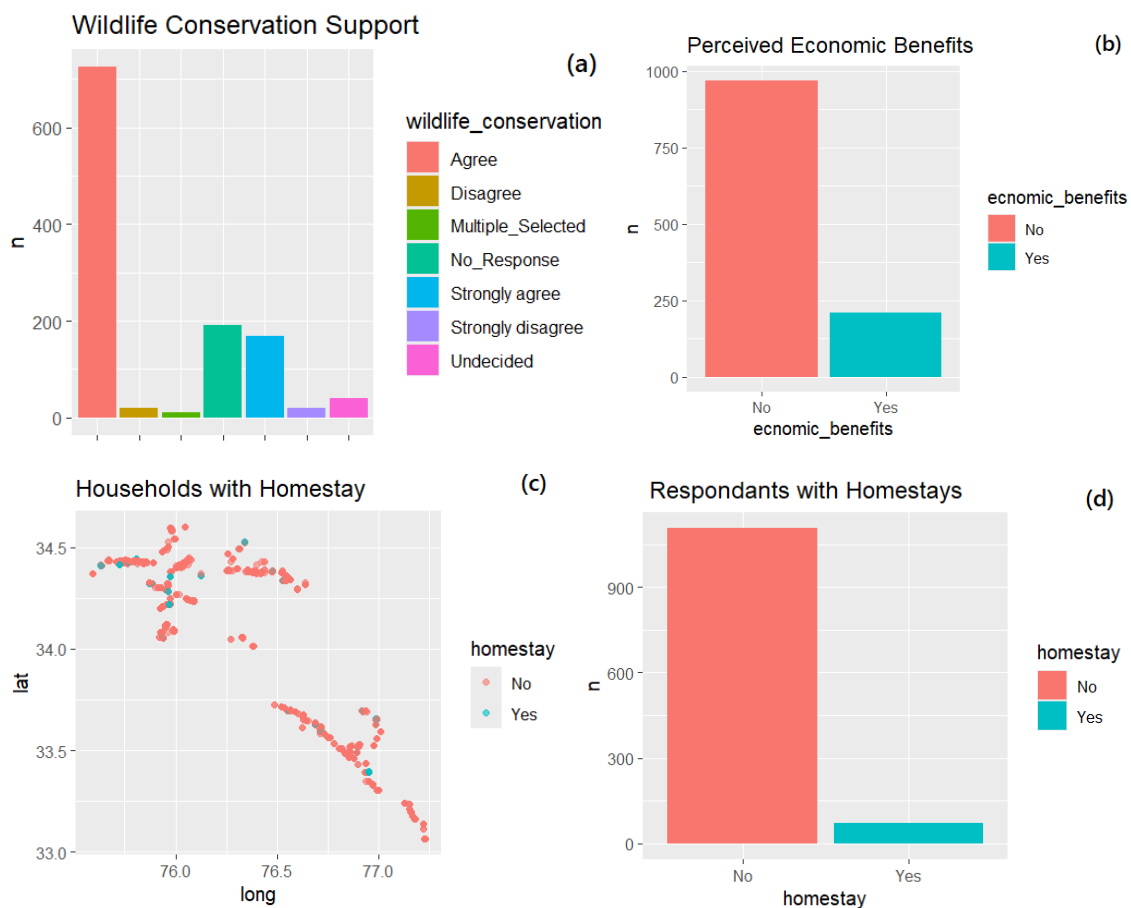 Wildlife Conservation Support
(a)
n
600
400
200
0
wildlife_conservation
Agree
Disagree
Multiple_Selected
No_Response
Strongly agree
Strongly disagree
Undecided
Perceived Economic Benefits
(b)
n
1000
750
500
250
0
No
Yes
ecnomic_benefits
ecnomic_benefits
No
Yes
Households with Homestay
(c)
lat
34.5
34.0
33.5
33.0
76.0
76.5
77.0
long
homestay
No
Yes
Respondants with Homestays
(d)
n
900
600
300
0
No
Yes
homestay
homestay
No
Yes